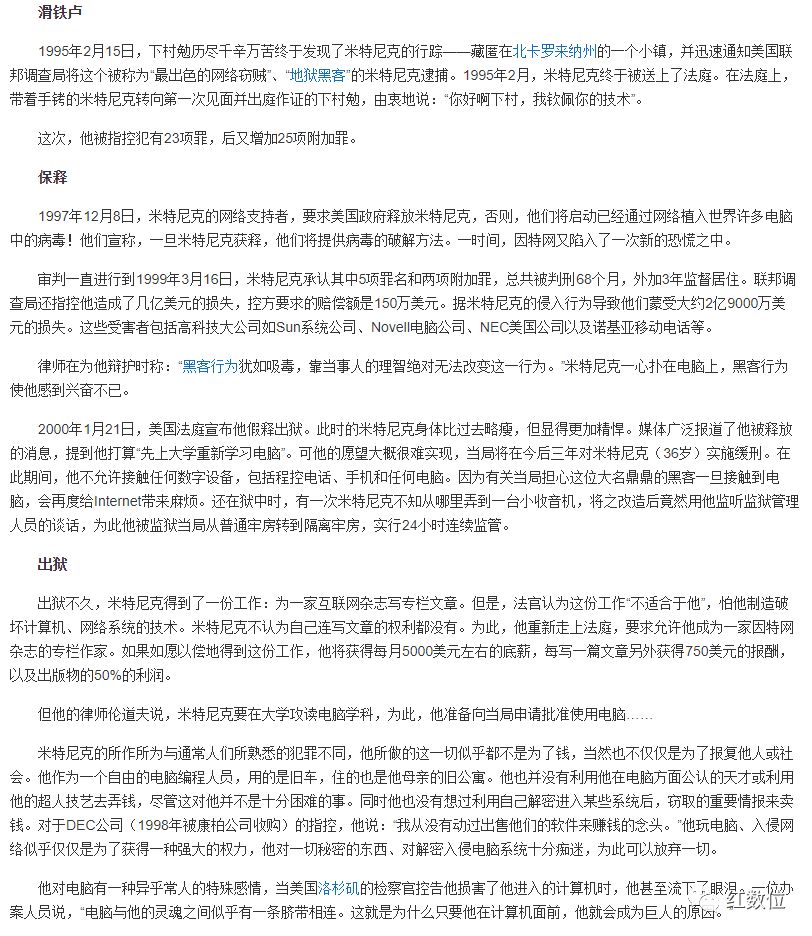 滑铁卢
1995年2月15日，下村勉历尽千辛万苦终于发现了米特尼克的行踪——藏匿在北卡罗来纳州的一个小镇，并迅速通知美国联
邦调查局将这个被称为“最出色的网络窃贼”、“地狱黑客”的米特尼克逮捕。1995年2月，米特尼克终于被送上了法庭。在法庭上，
带着手铐的米特尼克转向第一次见面并出庭作证的下村勉，由衷地说：“你好啊下村，我钦佩你的技术”。
这次，他被指控犯有23项罪，后又增加25项附加罪。
保释
1997年12月8日，米特尼克的网络支持者，要求美国政府释放米特尼克，否则，他们将启动已经通过网络植入世界许多电脑
中的病毒！他们宣称，一旦米特尼克获释，他们将提供病毒的破解方法。一时间，因特网又陷入了一次新的恐慌之中。
审判一直进行到1999年3月16日，米特尼克承认其中5项罪名和两项附加罪，总共被判刑68个月，外加3年监督居住。联邦调
查局还指控他造成了几亿美元的损失，控方要求的赔偿额是150万美元。据米特尼克的侵入行为导致他们蒙受大约2亿9000万美
元的损失。这些受害者包括高科技大公司如Sun系统公司、Novell电脑公司、NEC美国公司以及诺基亚移动电话等。
律师在为他辩护时称：“黑客行为犹如吸毒，靠当事人的理智绝对无法改变这一行为。”米特尼克一心扑在电脑上，黑客行为
使他感到兴奋不已。
2000年1月21日，美国法庭宣布他假释出狱。此时的米特尼克身体比过去略瘦，但显得更加精悍。媒体广泛报道了他被释放
的消息，提到他打算“先上大学重新学习电脑”。可他的愿望大概很难实现，当局将在今后三年对米特尼克（36岁）实施缓刑。在
此期间，他不允许接触任何数字设备，包括程控电话、手机和任何电脑。因为有关当局担心这位大名鼎鼎的黑客一旦接触到电
脑，会再度给Internet带来麻烦。还在狱中时，有一次米特尼克不知从哪里弄到一台小收音机，将之改造后竟然用他监听监狱管理
人员的谈话，为此他被监狱当局从普通牢房转到隔离牢房，实行24小时连续监管。
出狱
出狱不久，米特尼克得到了一份工作：为一家互联网杂志写专栏文章。但是，法官认为这份工作“不适合于他”，怕他制造破
坏计算机、网络系统的技术。米特尼克不认为自己连写文章的权利都没有。为此，他重新走上法庭，要求允许他成为一家因特网
杂志的专栏作家。如果如愿以偿地得到这份工作，他将获得每月5000美元左右的底薪，每写一篇文章另外获得750美元的报酬，
以及出版物的50%的利润。
但他的律师伦道夫说，米特尼克要在大学攻读电脑学科，为此，他准备向当局申请批准使用电脑……
米特尼克的所作所为与通常人们所熟悉的犯罪不同，他所做的这一切似乎都不是为了钱，当然也不仅仅是为了报复他人或社
会。他作为一个自由的电脑编程人员，用的是旧车，住的也是他母亲的旧公寓。他也并没有利用他在电脑方面公认的天才或利用
他的超人技艺去弄钱，尽管这对他并不是十分困难的事。同时他也没有想过利用自己解密进入某些系统后，窃取的重要情报来卖
钱。对于DEC公司（1998年被康柏公司收购）的指控，他说：“我从没有动过出售他们的软件来赚钱的念头。”他玩电脑、入侵网
络似乎仅仅是为了获得一种强大的权力，他对一切秘密的东西、对解密入侵电脑系统十分痴迷，为此可以放弃一切。
他对电脑有一种异乎常人的特殊感情，当美国洛杉矶的检察官控告他损害了他进入的计算机时，他甚至流下了眼泪。一位办
案人员说，“电脑与他的灵魂之间似乎有一条脐带相连。这就是为什么只要他在计算机面前，他就会成为巨人的原因。”
红数位